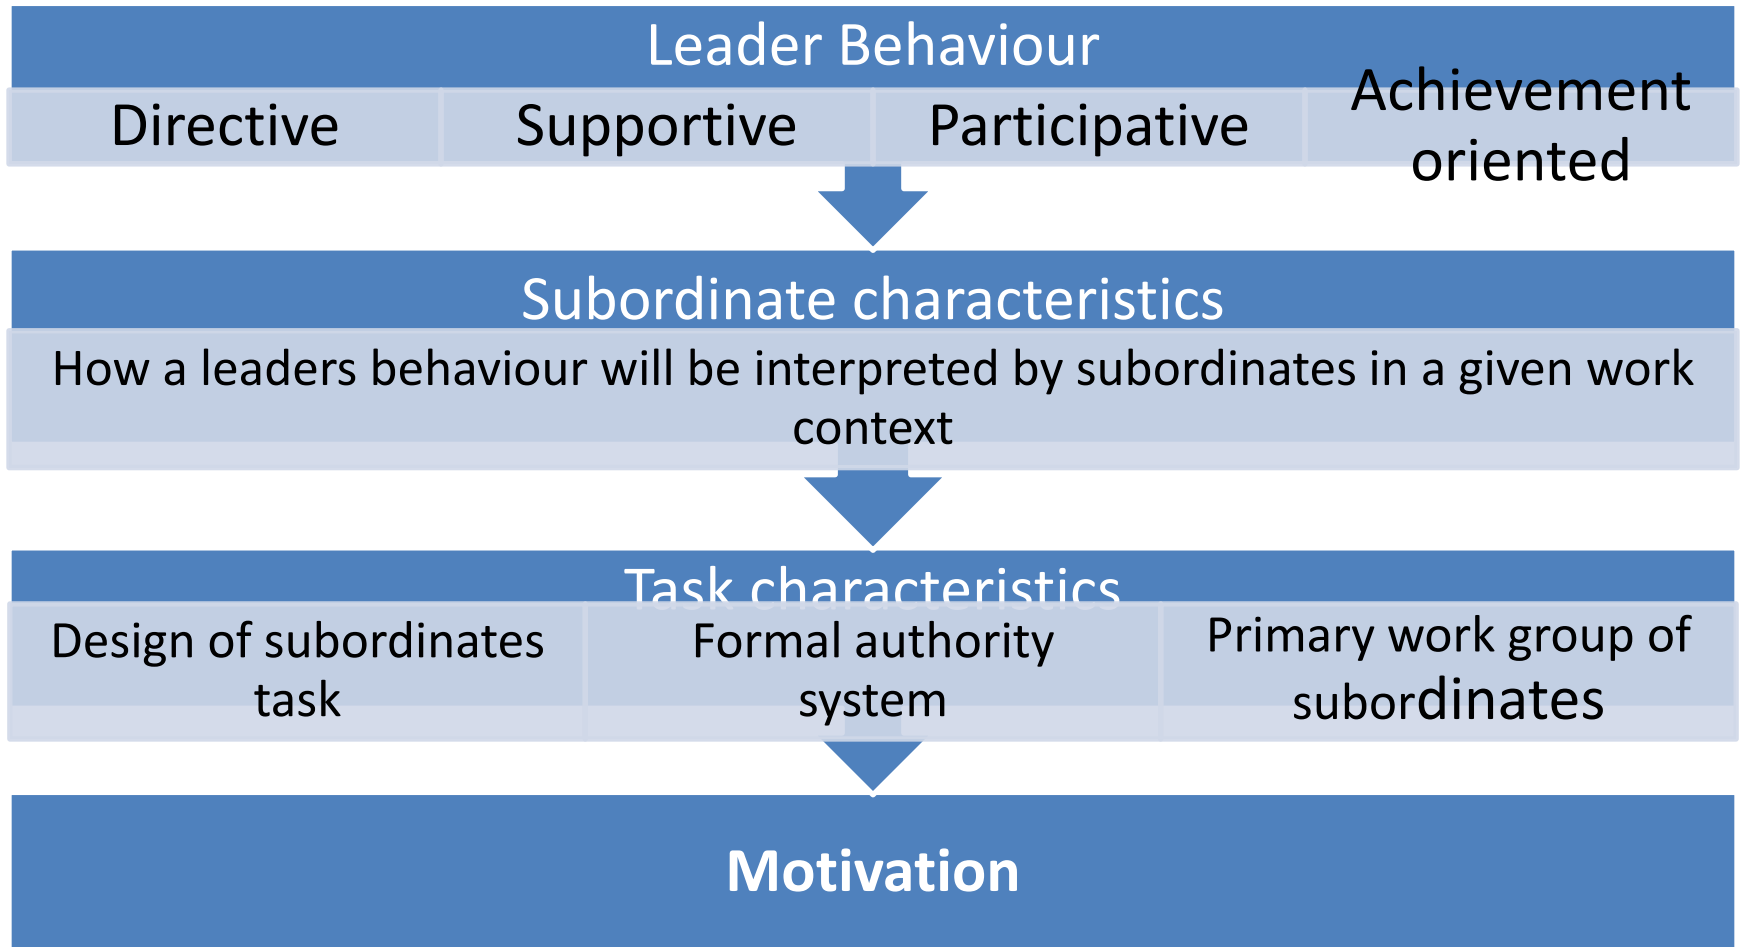 Leader Behaviour
Directive
Supportive
Participative
Achievement
oriented
Subordinate characteristics
How a leaders behaviour will be interpreted by subordinates in a given work
context
Task characteristics
Design of subordinates
task
Formal authority
system
Primary work group of
subordinates
Motivation